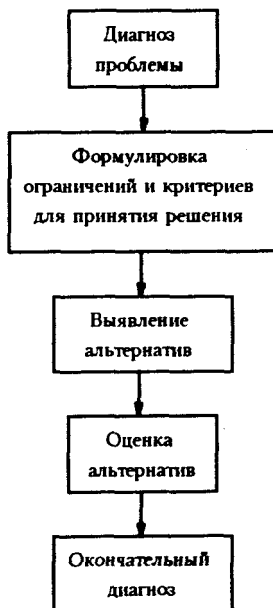 Диагноз
проблемы
Формулировка
ограничений и критериев
для принятия решения
Выявление
альтернатив
Оценка
альтернатив
Окончательный
диагноз